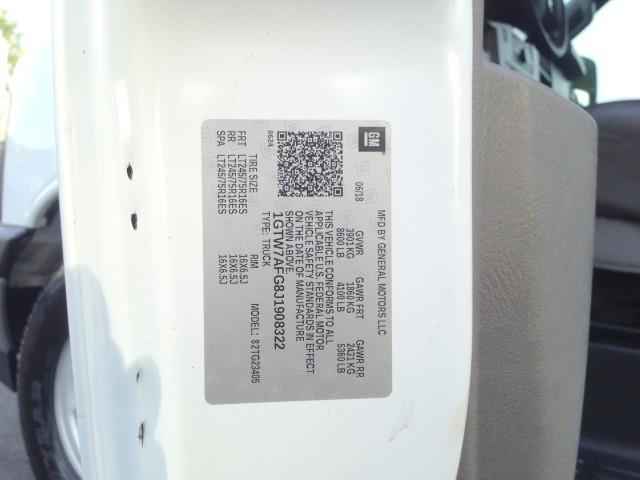 GM
MFD BY GENERAL MOTORS LLC
06/18 GVWR GAWR FRT GAWR RR
3901 KG 1860 KG 2431 KG
8600 LB 4100 LB 5360 LB
THIS VEHICLE CONFORMS TO ALL
APPLICABLE U.S. FEDERAL MOTOR
VEHICLE SAFETY STANDARDS IN EFFECT
ON THE DATE OF MANUFACTURE
SHOWN ABOVE.
8624
1GTW7AFG8J1908322
TYPE: TRUCK MODEL: 82TG23405
TIRE SIZE RIM
FRT LT245/75R16ES 16X6.5J
RR LT245/75R16ES 16X6.5J
SPA LT245/75R16ES 16X6.5J